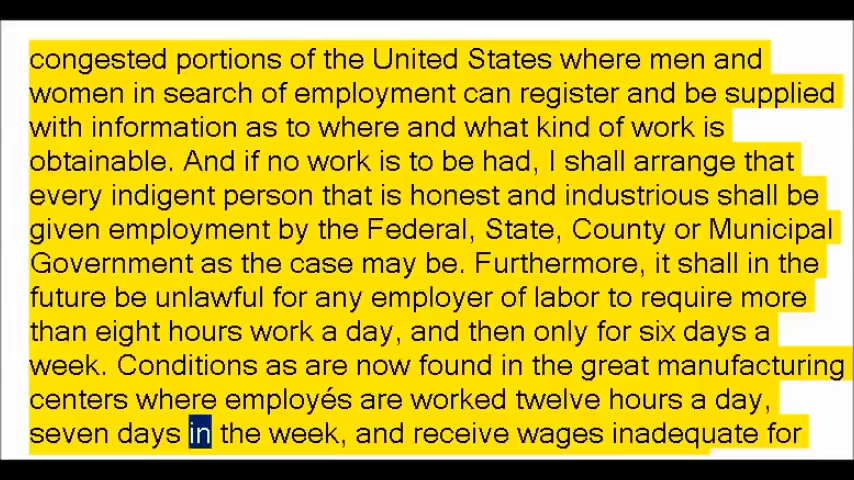 congested portions of the United States where men and
women in search of employment can register and be supplied
with information as to where and what kind of work is
obtainable. And if no work is to be had, I shall arrange that
every indigent person that is honest and industrious shall be
given employment by the Federal, State, County or Municipal
Government as the case may be. Furthermore, it shall in the
future be unlawful for any employer of labor to require more
than eight hours work a day, and then only for six days a
week. Conditions as are now found in the great manufacturing
centers where employés are worked twelve hours a day,
seven days in the week, and receive wages inadequate for